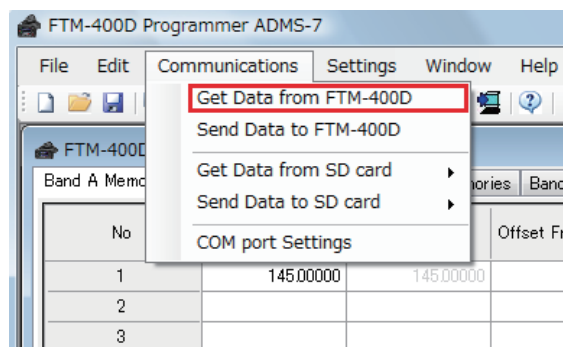 FTM-400D Programmer ADMS-7
File Edit Communications Settings Window Help
Get Data from FTM-400D
Send Data to FTM-400D
Get Data from SD card
Send Data to SD card
COM port Settings
FTM-400D
Band A Memo ories Band
No Offset Fr
1 145.00000 145.00000
2
3